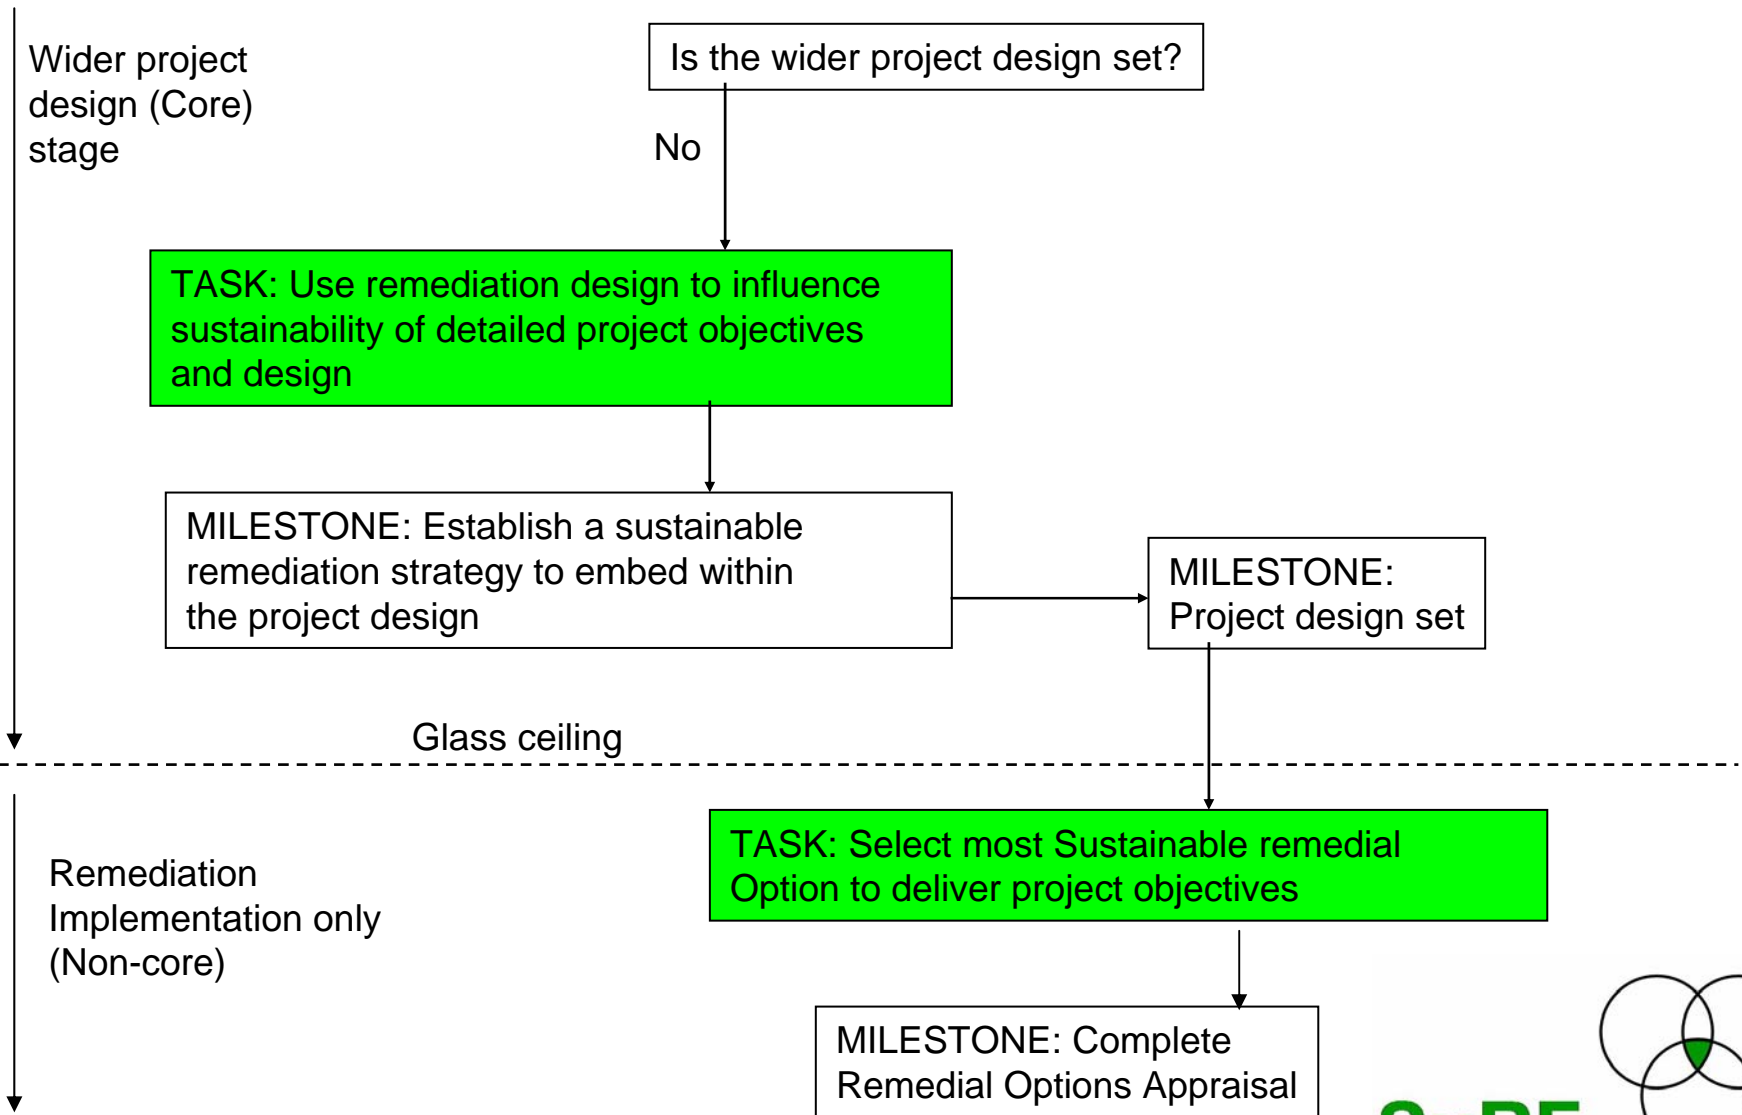 Wider project
design (Core)
stage
Is the wider project design set?
No
TASK: Use remediation design to influence
sustainability of detailed project objectives
and design
MILESTONE: Establish a sustainable
remediation strategy to embed within
the project design
MILESTONE:
Project design set
Glass ceiling
Remediation
Implementation only
(Non-core)
TASK: Select most Sustainable remedial
Option to deliver project objectives
MILESTONE: Complete
Remedial Options Appraisal